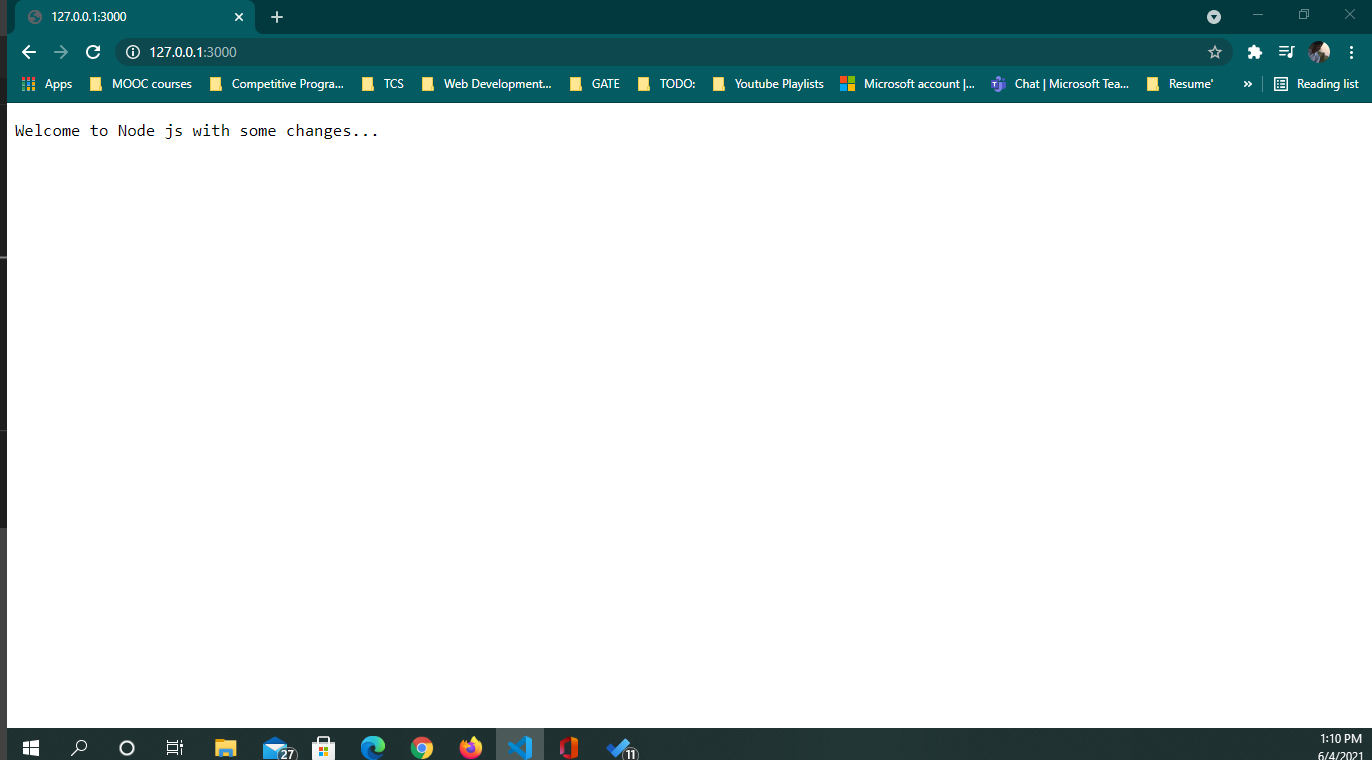 127.0.0.1:3000
127.0.0.1:3000
Apps MOOC courses Competitive Progra... TCS Web Development... GATE TODO: Youtube Playlists Microsoft account |... Chat | Microsoft Tea... Resume' » Reading list
Welcome to Node js with some changes...
27 11 1:10 PM
6/4/2021